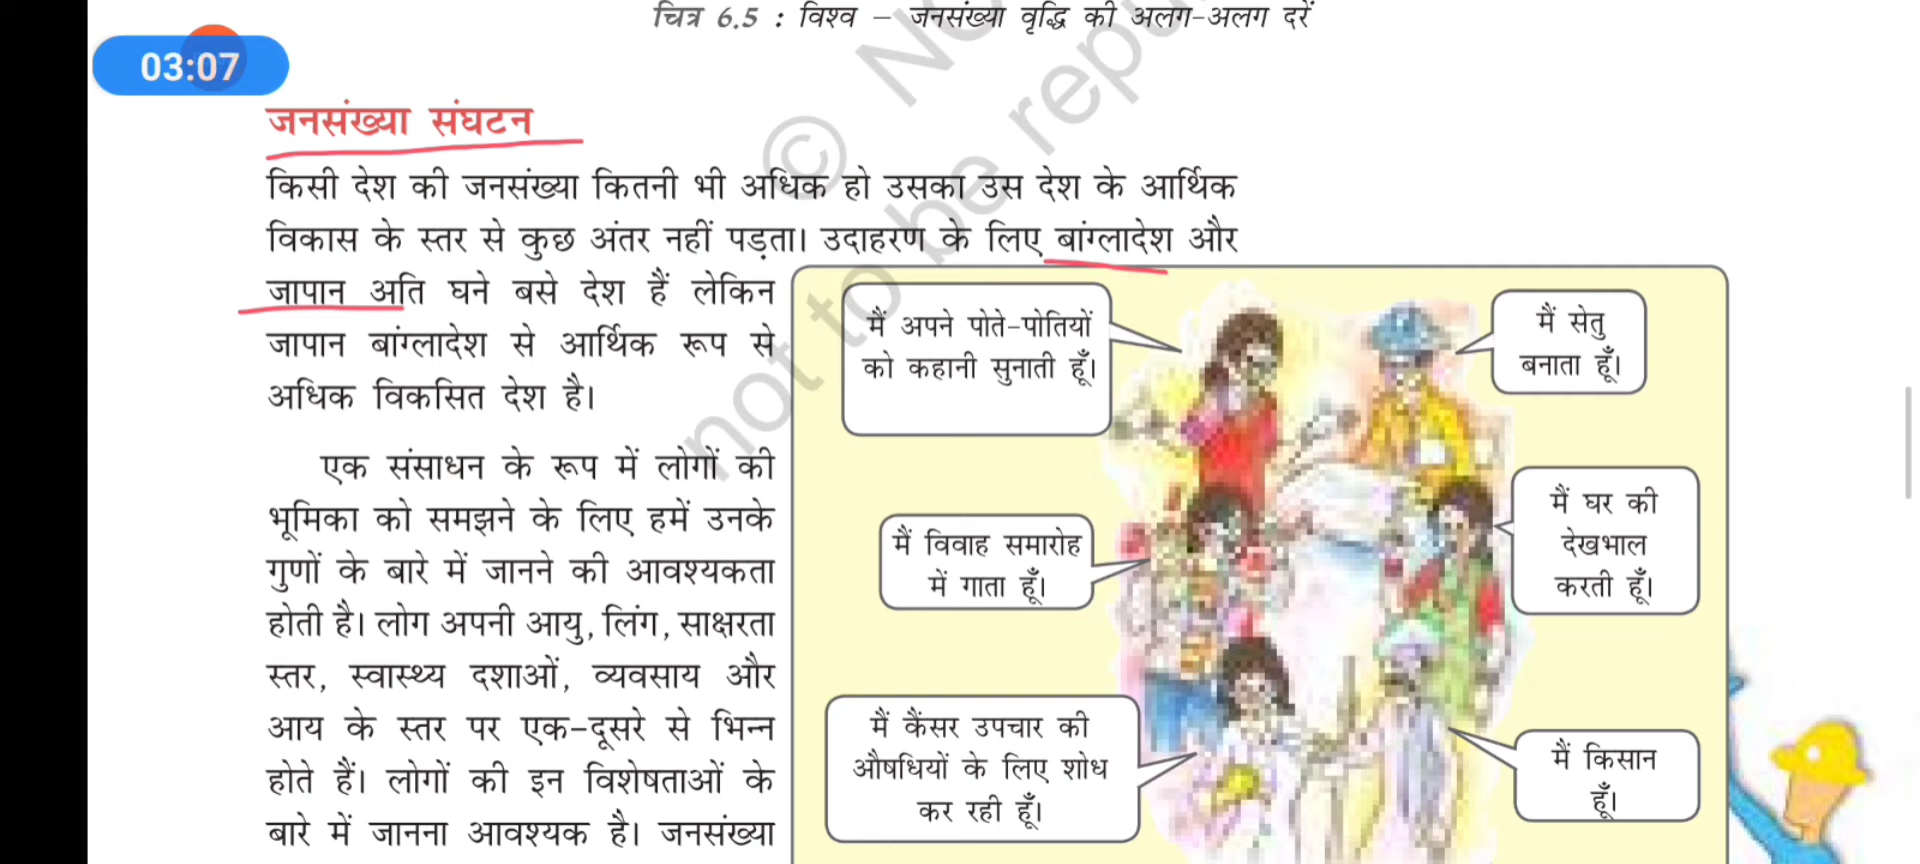 चित्र 6.5 : विश्व – जनसंख्या वृद्धि की अलग-अलग दरें
03:07
जनसंख्या संघटन
किसी देश की जनसंख्या कितनी भी अधिक हो उसका उस देश के आर्थिक
विकास के स्तर से कुछ अंतर नहीं पड़ता। उदाहरण के लिए बांग्लादेश और
जापान अति घने बसे देश हैं लेकिन
जापान बांग्लादेश से आर्थिक रूप से
अधिक विकसित देश है।
एक संसाधन के रूप में लोगों की
भूमिका को समझने के लिए हमें उनके
गुणों के बारे में जानने की आवश्यकता
होती है। लोग अपनी आयु, लिंग, साक्षरता
स्तर, स्वास्थ्य दशाओं, व्यवसाय और
आय के स्तर पर एक-दूसरे से भिन्न
होते हैं। लोगों की इन विशेषताओं के
बारे में जानना आवश्यक है। जनसंख्या
मैं अपने पोते-पोतियों
को कहानी सुनाती हूँ।
मैं सेतु
बनाता हूँ।
मैं विवाह समारोह
में गाता हूँ।
मैं घर की
देखभाल
करती हूँ।
मैं कैंसर उपचार की
औषधियों के लिए शोध
कर रही हूँ।
मैं किसान
हूँ।
©
not to be